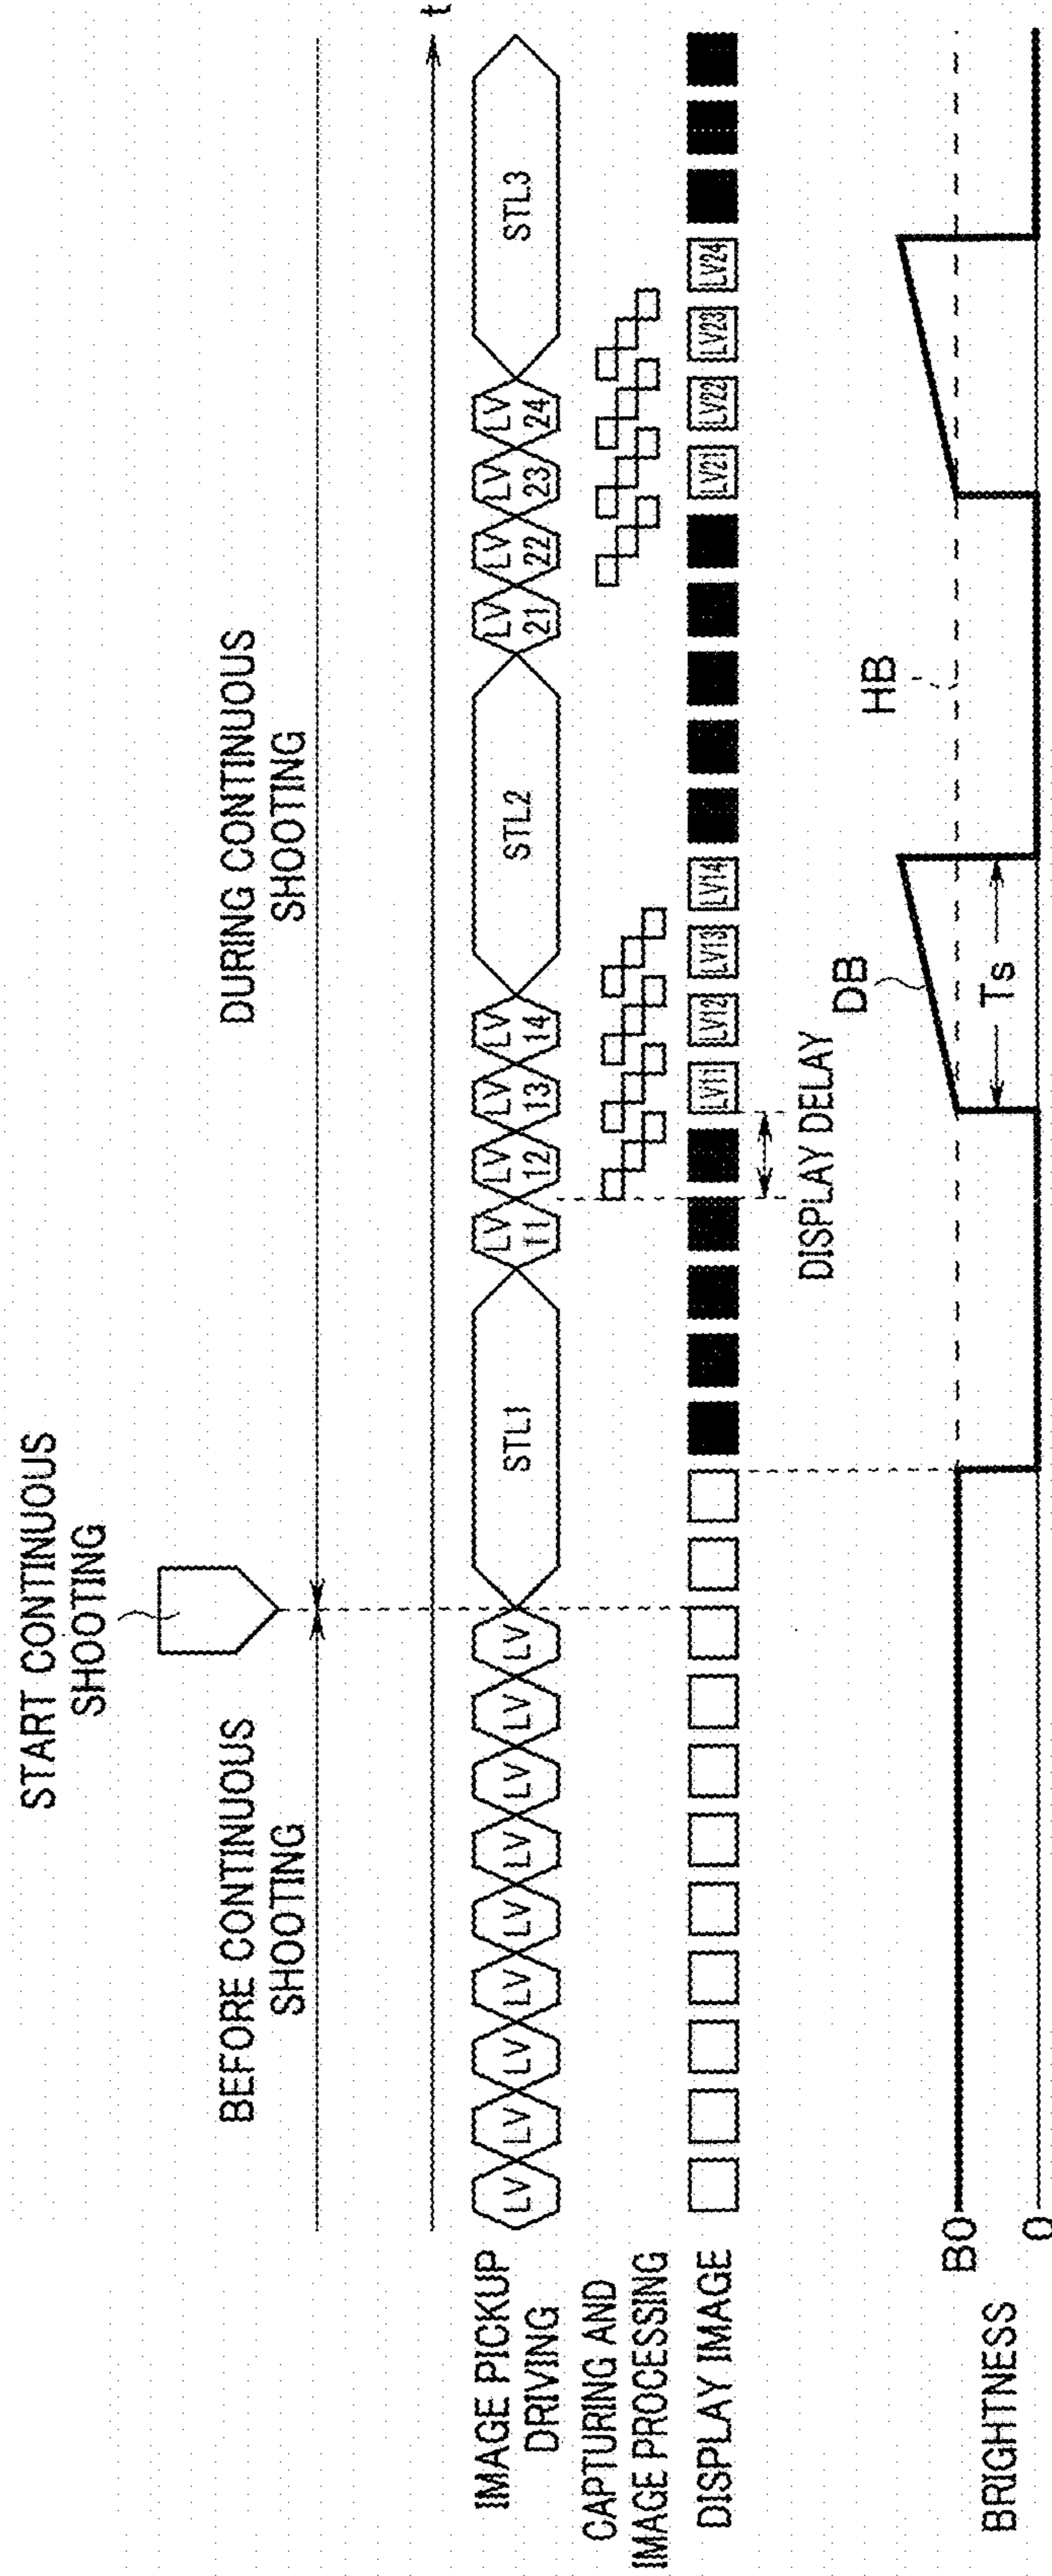 START CONTINUOUS
SHOOTING
BEFORE CONTINUOUS
SHOOTING
DURING CONTINUOUS
SHOOTING
t
IMAGE PICKUP
DRIVING
LV LV LV LV LV LV LV LV LV STL1 LV 11 LV 12 LV 13 LV 14 STL2 LV 21 LV 22 LV 23 LV 24 STL3
CAPTURING AND
IMAGE PROCESSING
DISPLAY IMAGE
LV11 LV12 LV13 LV14 LV21 LV22 LV23 LV24
DISPLAY DELAY
DB
HB
Ts
BRIGHTNESS
B0
0